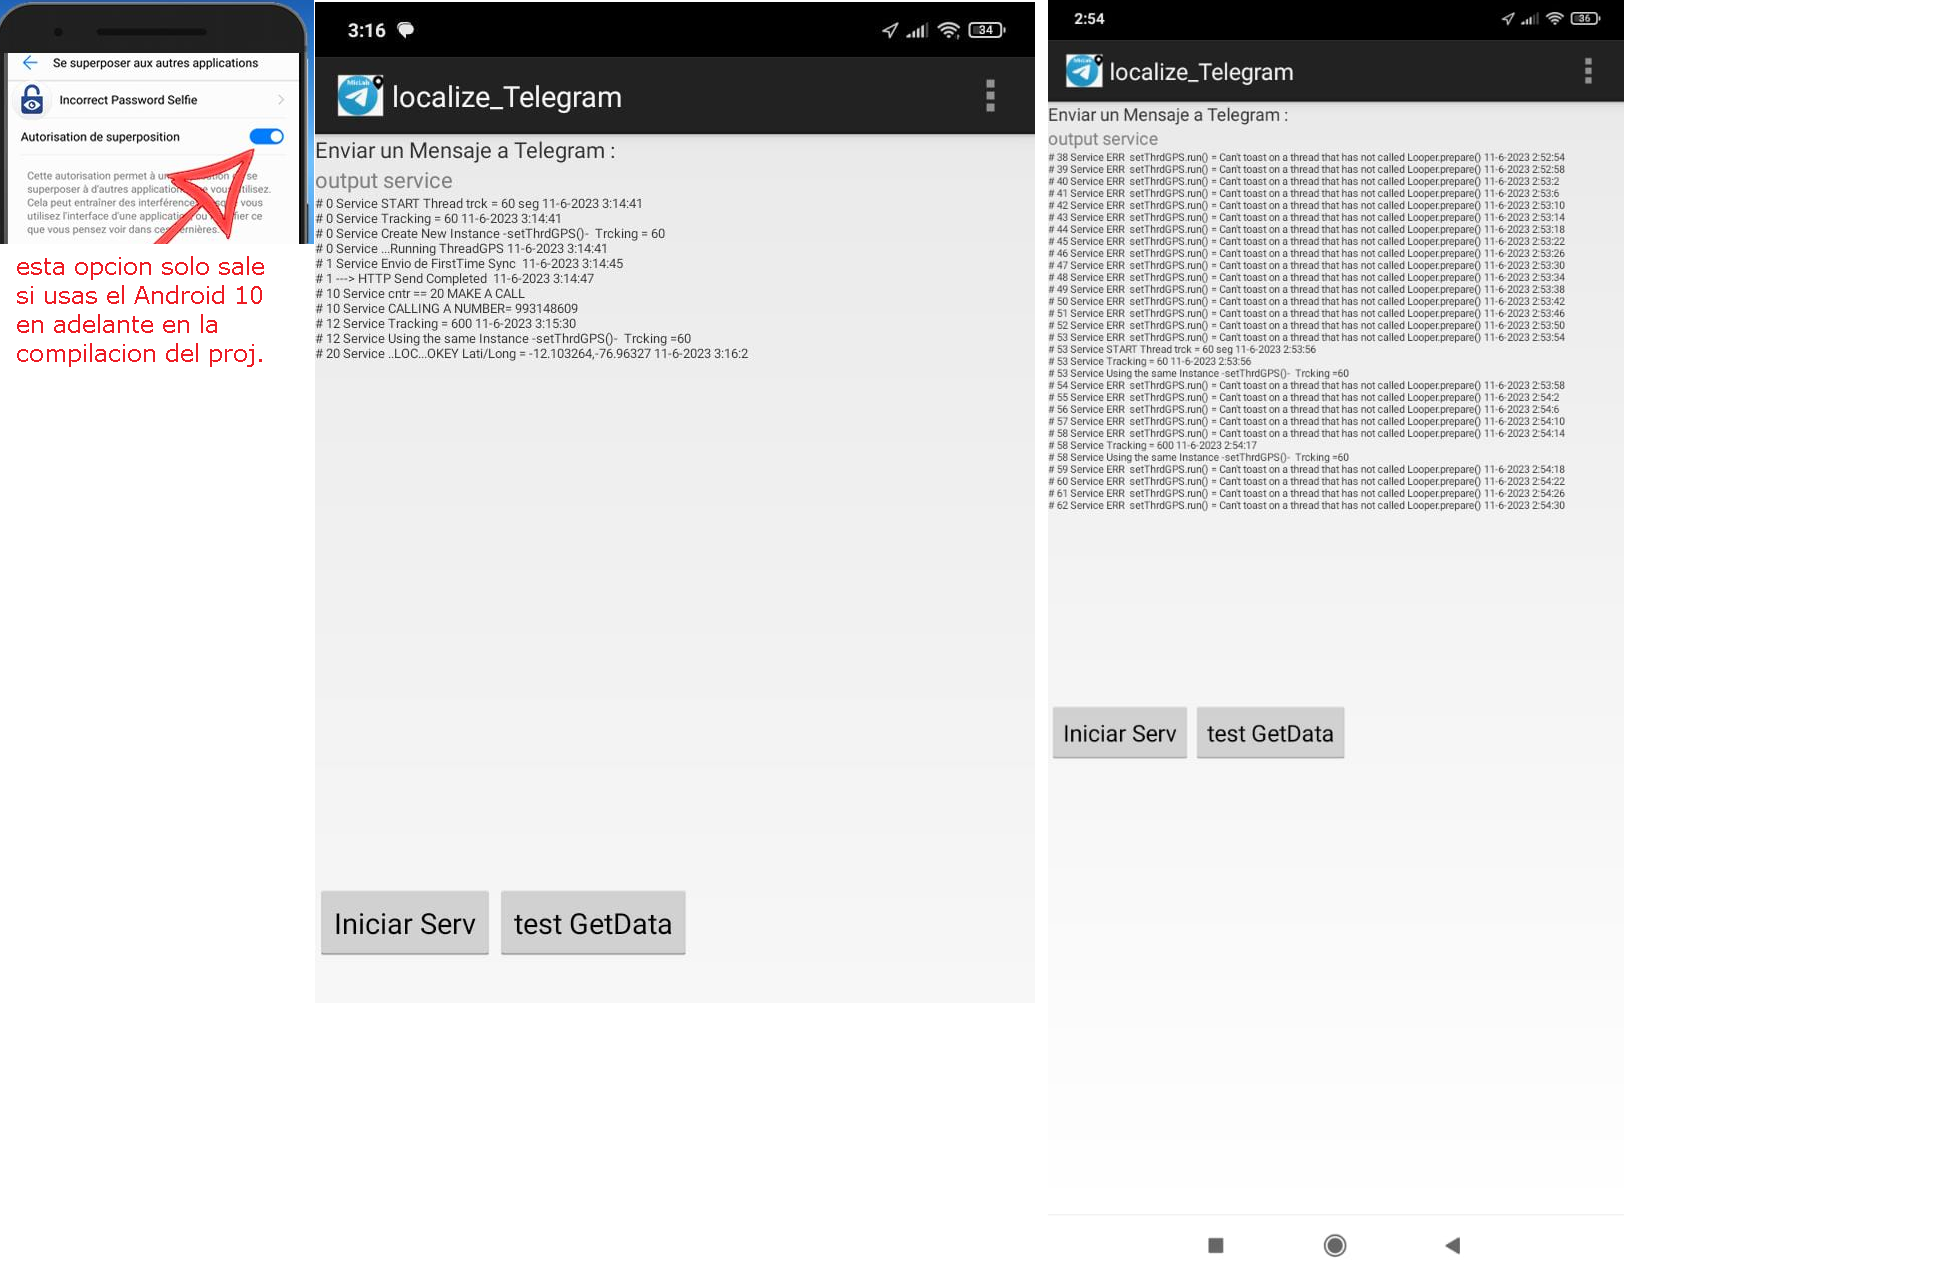 Se superposer aux autres applications
Incorrect Password Selfie
Autorisation de superposition
Cette autorisation permet à se
superposer à d'autres application vous utilisez.
Cela peut entraîner des interférence vous
utilisez l'interface d'une applicatio ou ier ce
que vous pensez voir dans ce ernières.
esta opcion solo sale
si usas el Android 10
en adelante en la
compilacion del proj.
3:16
34
MicLab
localize_Telegram
Enviar un Mensaje a Telegram :
output service
# 0 Service START Thread trck = 60 seg 11-6-2023 3:14:41
# 0 Service Tracking = 60 11-6-2023 3:14:41
# 0 Service Create New Instance -setThrdGPS()- Trcking = 60
# 0 Service ...Running ThreadGPS 11-6-2023 3:14:41
# 1 Service Envio de FirstTime Sync 11-6-2023 3:14:45
# 1 ---> HTTP Send Completed 11-6-2023 3:14:47
# 10 Service cntr == 20 MAKE A CALL
# 10 Service CALLING A NUMBER= 993148609
# 12 Service Tracking = 600 11-6-2023 3:15:30
# 12 Service Using the same Instance -setThrdGPS()- Trcking =60
# 20 Service ..LOC...OKEY Lati/Long = -12.103264,-76.96327 11-6-2023 3:16:2
Iniciar Serv
test GetData
2:54
36
localize_Telegram
Enviar un Mensaje a Telegram :
output service
# 38 Service ERR setThrdGPS.run() = Can't toast on a thread that has not called Looper.prepare() 11-6-2023 2:52:54
# 39 Service ERR setThrdGPS.run() = Can't toast on a thread that has not called Looper.prepare() 11-6-2023 2:52:58
# 40 Service ERR setThrdGPS.run() = Can't toast on a thread that has not called Looper.prepare() 11-6-2023 2:53:2
# 41 Service ERR setThrdGPS.run() = Can't toast on a thread that has not called Looper.prepare() 11-6-2023 2:53:6
# 42 Service ERR setThrdGPS.run() = Can't toast on a thread that has not called Looper.prepare() 11-6-2023 2:53:10
# 43 Service ERR setThrdGPS.run() = Can't toast on a thread that has not called Looper.prepare() 11-6-2023 2:53:14
# 44 Service ERR setThrdGPS.run() = Can't toast on a thread that has not called Looper.prepare() 11-6-2023 2:53:18
# 45 Service ERR setThrdGPS.run() = Can't toast on a thread that has not called Looper.prepare() 11-6-2023 2:53:22
# 46 Service ERR setThrdGPS.run() = Can't toast on a thread that has not called Looper.prepare() 11-6-2023 2:53:26
# 47 Service ERR setThrdGPS.run() = Can't toast on a thread that has not called Looper.prepare() 11-6-2023 2:53:30
# 48 Service ERR setThrdGPS.run() = Can't toast on a thread that has not called Looper.prepare() 11-6-2023 2:53:34
# 49 Service ERR setThrdGPS.run() = Can't toast on a thread that has not called Looper.prepare() 11-6-2023 2:53:38
# 50 Service ERR setThrdGPS.run() = Can't toast on a thread that has not called Looper.prepare() 11-6-2023 2:53:42
# 51 Service ERR setThrdGPS.run() = Can't toast on a thread that has not called Looper.prepare() 11-6-2023 2:53:46
# 52 Service ERR setThrdGPS.run() = Can't toast on a thread that has not called Looper.prepare() 11-6-2023 2:53:50
# 53 Service ERR setThrdGPS.run() = Can't toast on a thread that has not called Looper.prepare() 11-6-2023 2:53:54
# 53 Service START Thread trck = 60 seg 11-6-2023 2:53:56
# 53 Service Tracking = 60 11-6-2023 2:53:56
# 53 Service Using the same Instance -setThrdGPS()- Trcking =60
# 54 Service ERR setThrdGPS.run() = Can't toast on a thread that has not called Looper.prepare() 11-6-2023 2:53:58
# 55 Service ERR setThrdGPS.run() = Can't toast on a thread that has not called Looper.prepare() 11-6-2023 2:54:2
# 56 Service ERR setThrdGPS.run() = Can't toast on a thread that has not called Looper.prepare() 11-6-2023 2:54:6
# 57 Service ERR setThrdGPS.run() = Can't toast on a thread that has not called Looper.prepare() 11-6-2023 2:54:10
# 58 Service ERR setThrdGPS.run() = Can't toast on a thread that has not called Looper.prepare() 11-6-2023 2:54:14
# 58 Service Tracking = 600 11-6-2023 2:54:17
# 58 Service Using the same Instance -setThrdGPS()- Trcking =60
# 59 Service ERR setThrdGPS.run() = Can't toast on a thread that has not called Looper.prepare() 11-6-2023 2:54:18
# 60 Service ERR setThrdGPS.run() = Can't toast on a thread that has not called Looper.prepare() 11-6-2023 2:54:22
# 61 Service ERR setThrdGPS.run() = Can't toast on a thread that has not called Looper.prepare() 11-6-2023 2:54:26
# 62 Service ERR setThrdGPS.run() = Can't toast on a thread that has not called Looper.prepare() 11-6-2023 2:54:30
Iniciar Serv
test GetData